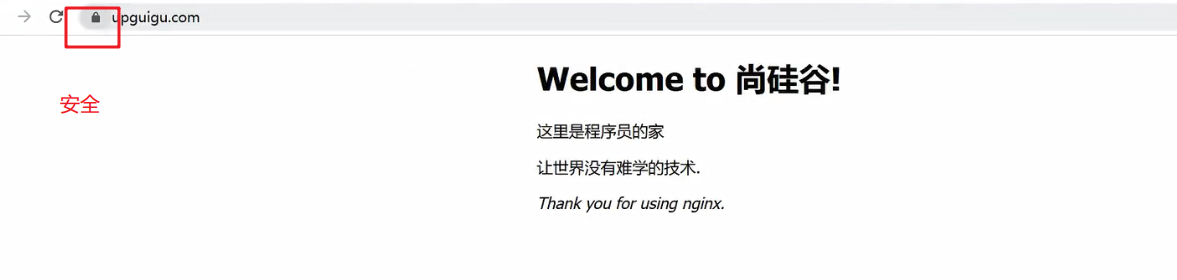 upguigu.com
Welcome to 尚硅谷!
安全
这里是程序员的家
让世界没有难学的技术.
Thank you for using nginx.